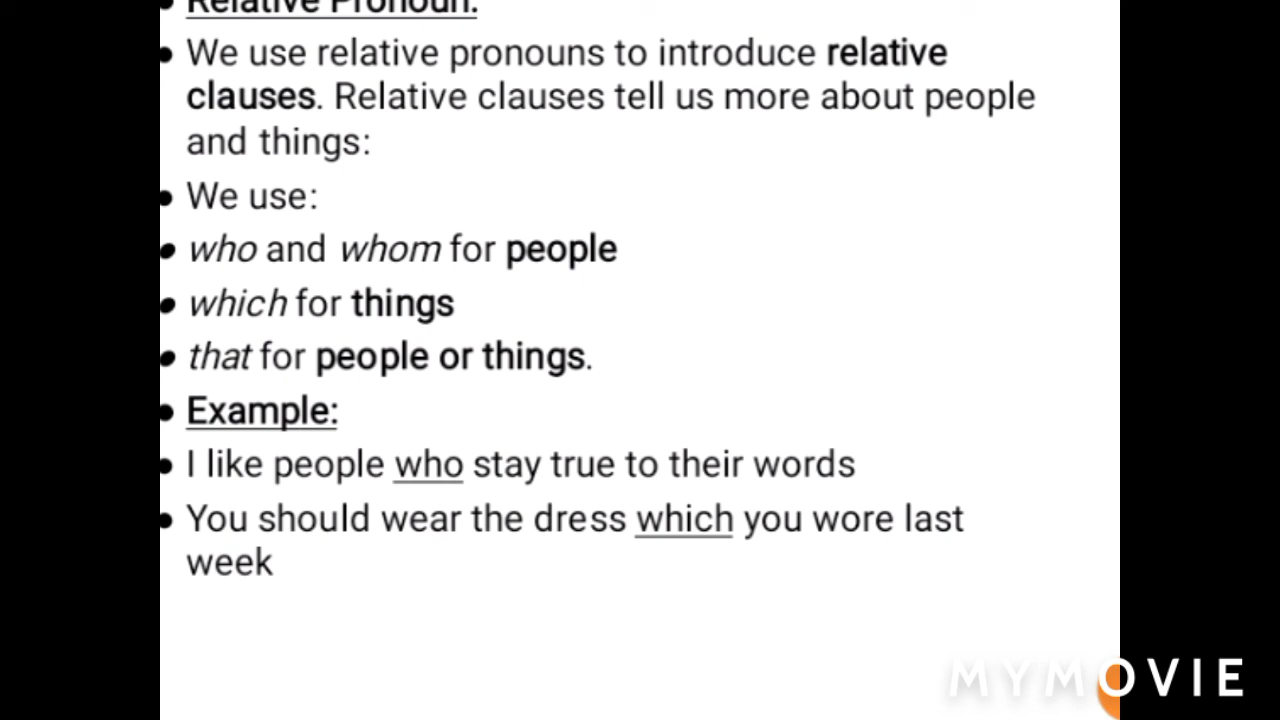 • Relative Pronoun:
• We use relative pronouns to introduce relative
clauses. Relative clauses tell us more about people
and things:
• We use:
• who and whom for people
• which for things
• that for people or things.
• Example:
• I like people who stay true to their words
• You should wear the dress which you wore last
week
MYMOVIE